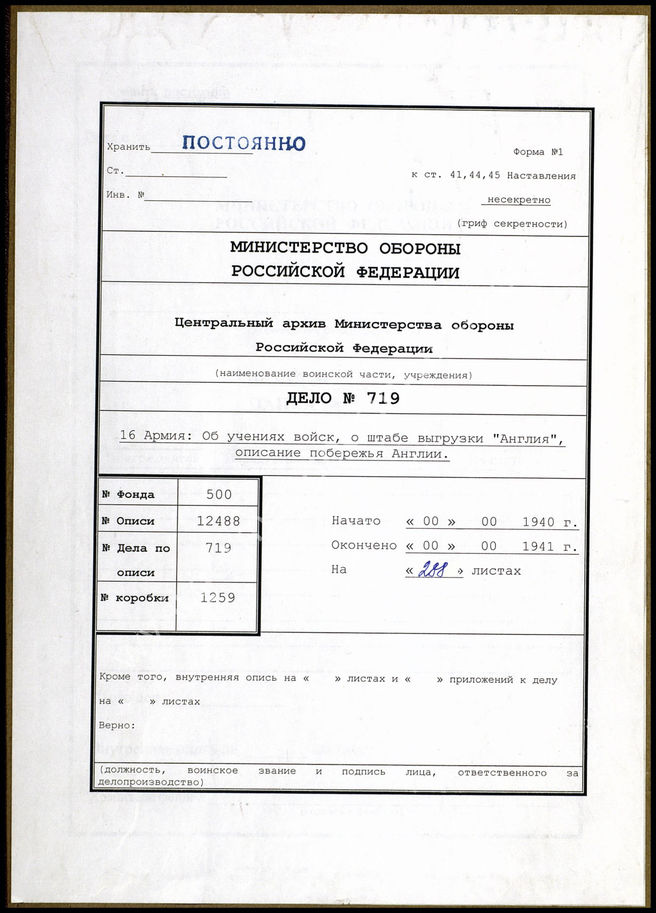 Хранить ПОСТОЯННО
Форма №1
Ст.
к ст. 41,44,45 Наставления
Инв. №
несекретно
(гриф секретности)
МИНИСТЕРСТВО ОБОРОНЫ
РОССИЙСКОЙ ФЕДЕРАЦИИ
Центральный архив Министерства обороны
Российской Федерации
(наименование воинской части, учреждения)
ДЕЛО № 719
16 Армия: Об учениях войск, о штабе выгрузки "Англия",
описание побережья Англии.
№ Фонда 500
№ Описи 12488
№ Дела по 719
описи
№ коробки 1259
Начато « 00 » 00 1940 г.
Окончено « 00 » 00 1941 г.
На « » листах
Кроме того, внутренняя опись на « » листах и « » приложений к делу
на « » листах
Верно:
(должность, воинское звание и подпись лица, ответственного за
делопроизводство)